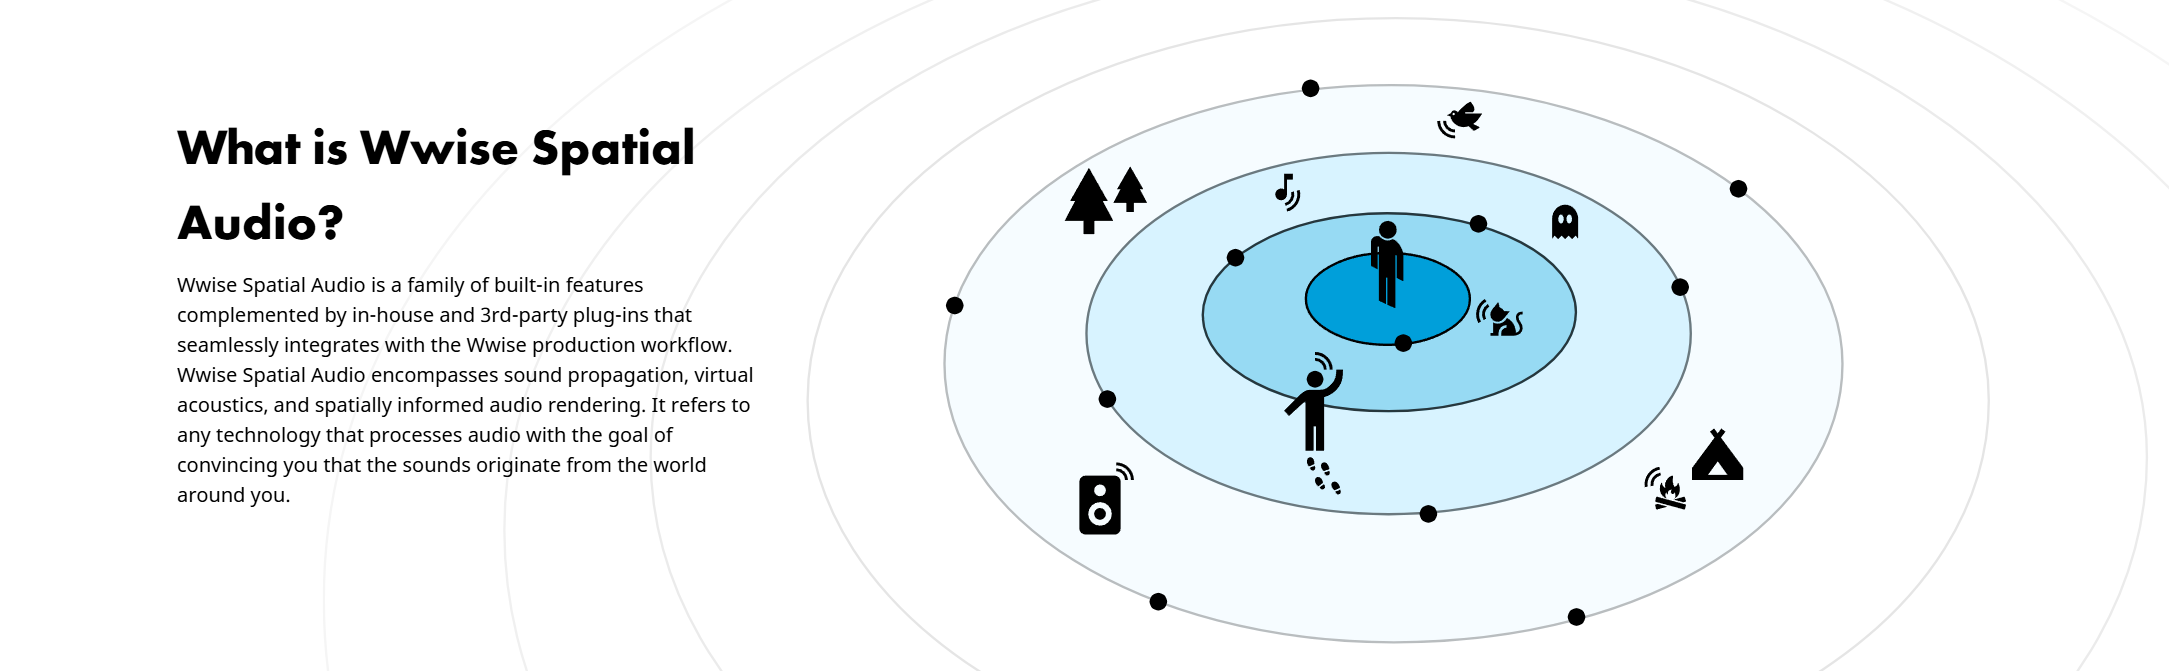 What is Wwise Spatial
Audio?
Wwise Spatial Audio is a family of built-in features
complemented by in-house and 3rd-party plug-ins that
seamlessly integrates with the Wwise production workflow.
Wwise Spatial Audio encompasses sound propagation, virtual
acoustics, and spatially informed audio rendering. It refers to
any technology that processes audio with the goal of
convincing you that the sounds originate from the world
around you.